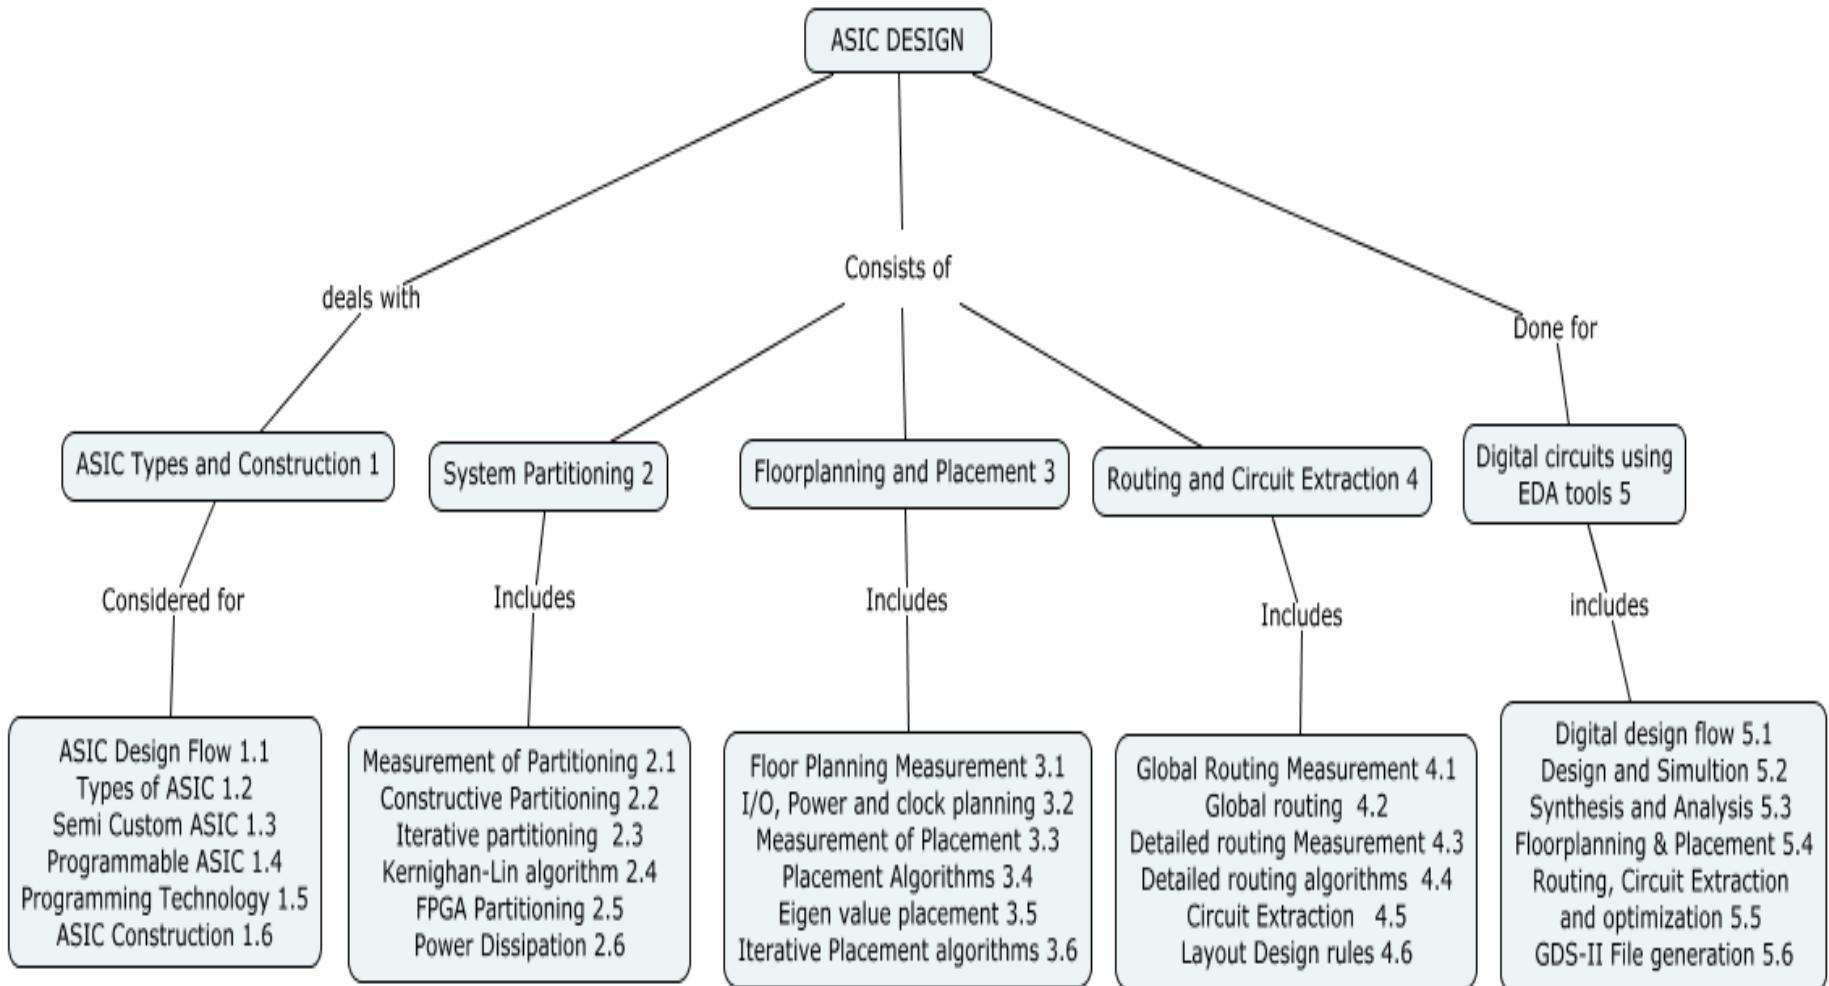 ASIC DESIGN
deals with
Consists of
Done for
ASIC Types and Construction 1
System Partitioning 2
Floorplanning and Placement 3
Routing and Circuit Extraction 4
Digital circuits using
EDA tools 5
Considered for
Includes
Includes
Includes
includes
ASIC Design Flow 1.1
Types of ASIC 1.2
Semi Custom ASIC 1.3
Programmable ASIC 1.4
Programming Technology 1.5
ASIC Construction 1.6
Measurement of Partitioning 2.1
Constructive Partitioning 2.2
Iterative partitioning 2.3
Kernighan-Lin algorithm 2.4
FPGA Partitioning 2.5
Power Dissipation 2.6
Floor Planning Measurement 3.1
I/O, Power and clock planning 3.2
Measurement of Placement 3.3
Placement Algorithms 3.4
Eigen value placement 3.5
Iterative Placement algorithms 3.6
Global Routing Measurement 4.1
Global routing 4.2
Detailed routing Measurement 4.3
Detailed routing algorithms 4.4
Circuit Extraction 4.5
Layout Design rules 4.6
Digital design flow 5.1
Design and Simultion 5.2
Synthesis and Analysis 5.3
Floorplanning & Placement 5.4
Routing, Circuit Extraction
and optimization 5.5
GDS-II File generation 5.6